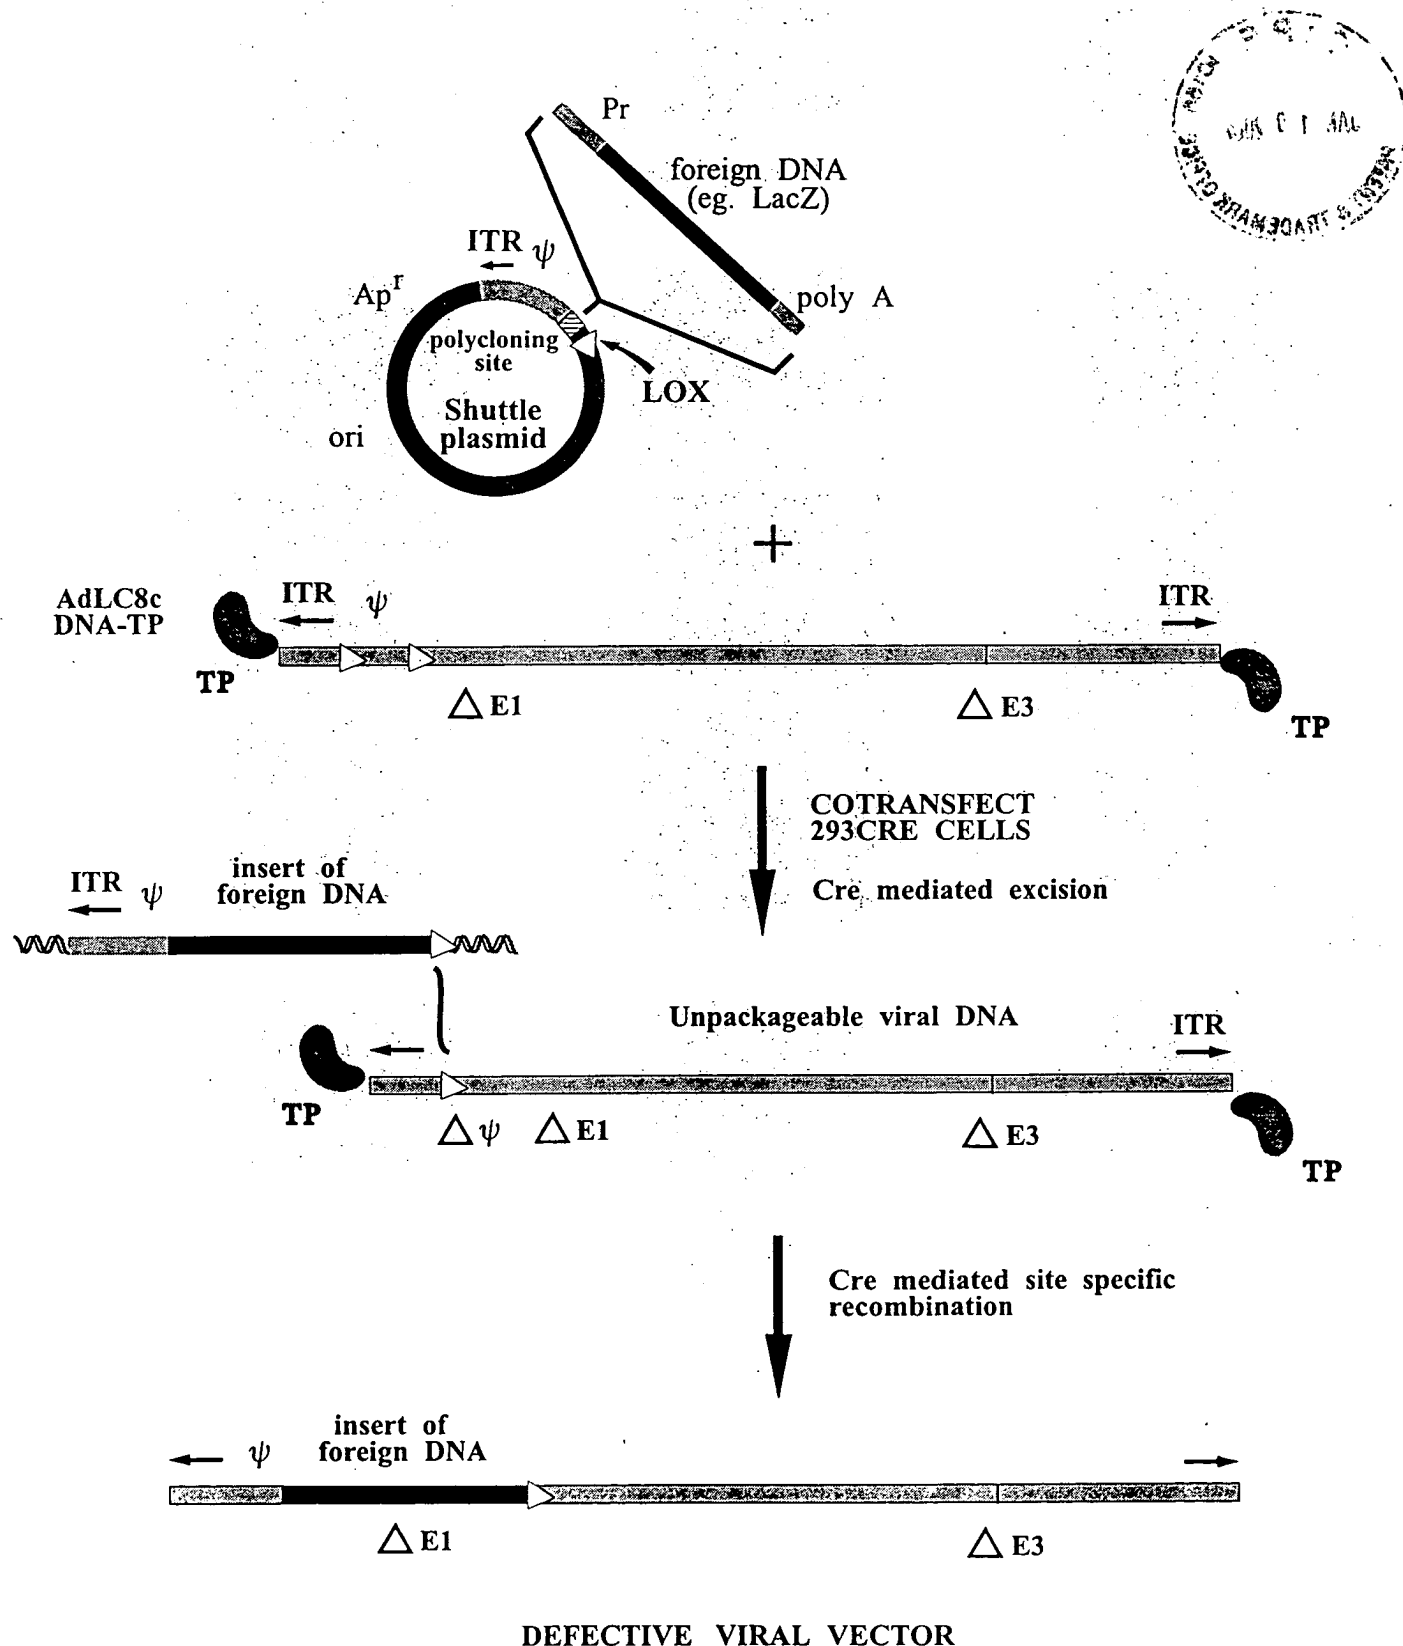 Pr
foreign DNA
(eg. LacZ)
ITR ψ
Apr
poly A
polycloning
site
LOX
Shuttle
plasmid
ori
+
AdLC8c
DNA-TP
ITR ψ
ITR
TP
△ E1
△ E3
TP
COTRANSFECT
293CRE CELLS
Cre mediated excision
insert of
foreign DNA
ITR ψ
Unpackageable viral DNA
ITR
TP
△ ψ
△ E1
△ E3
TP
Cre mediated site specific
recombination
insert of
foreign DNA
ψ
△ E1
△ E3
DEFECTIVE VIRAL VECTOR